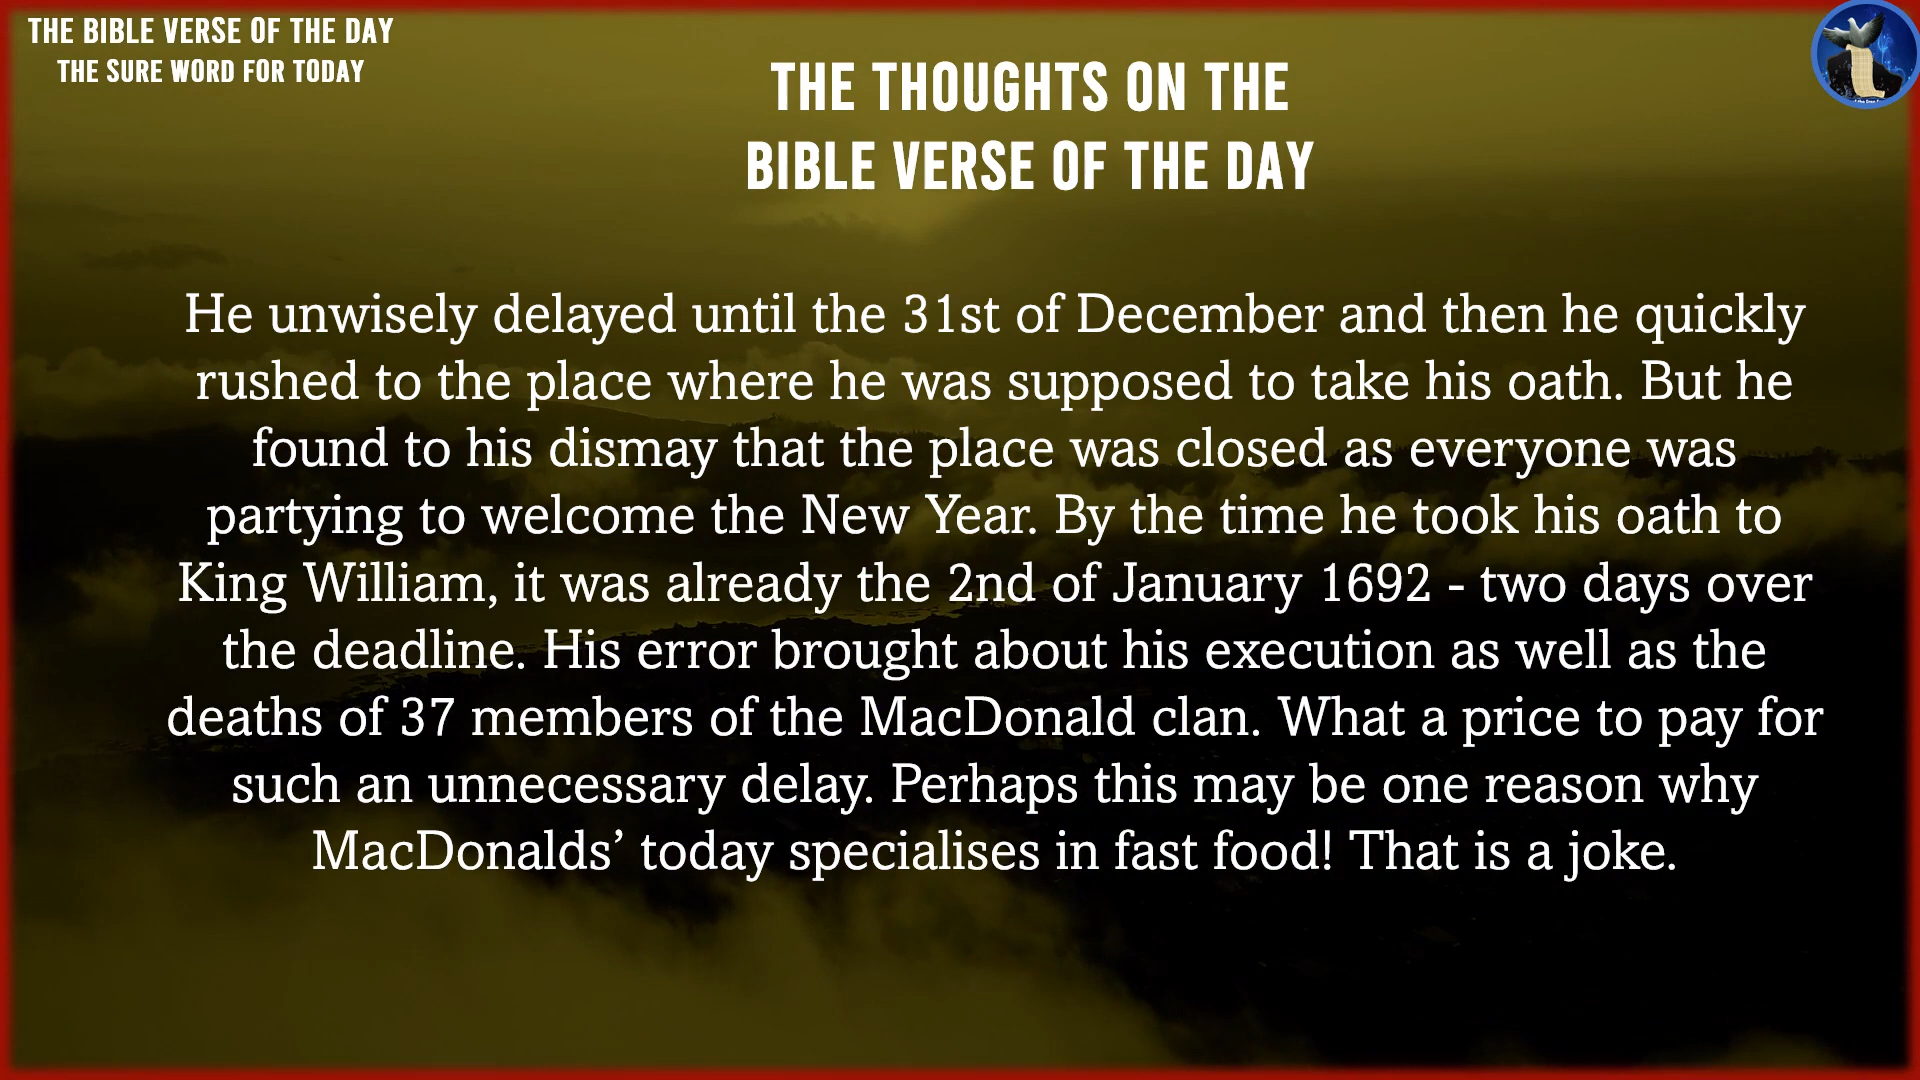 THE BIBLE VERSE OF THE DAY
THE SURE WORD FOR TODAY
THE THOUGHTS ON THE
BIBLE VERSE OF THE DAY
He unwisely delayed until the 31st of December and then he quickly
rushed to the place where he was supposed to take his oath. But he
found to his dismay that the place was closed as everyone was
partying to welcome the New Year. By the time he took his oath to
King William, it was already the 2nd of January 1692 - two days over
the deadline. His error brought about his execution as well as the
deaths of 37 members of the MacDonald clan. What a price to pay for
such an unnecessary delay. Perhaps this may be one reason why
MacDonalds’ today specialises in fast food! That is a joke.